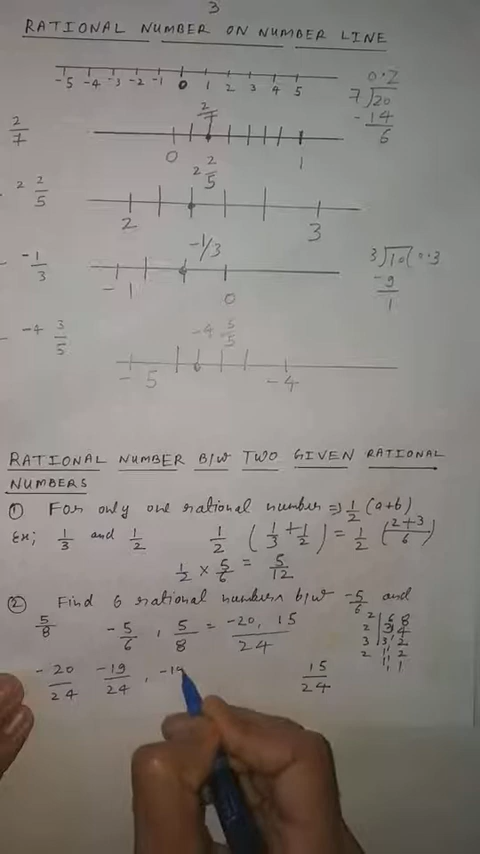 3
RATIONAL NUMBER ON NUMBER LINE
-5 -4 -3 -2 -1 0 1 2 3 4 5
0.2
7 √20
- 14
6
2/7
2/7
0 1
2 2/5
2 2/5
2 3
-1/3
-1/3
-1 0
3 √10 (0.3
-9
1
-4 3/5
-5 -4
RATIONAL NUMBER B/W TWO GIVEN RATIONAL
NUMBERS
① For only one rational number => 1/2 (a+b)
Ex; 1/3 and 1/2 1/2 (1/3 + 1/2) = 1/2 (2+3/6)
1/2 × 5/6 = 5/12
② Find 6 rational numbers b/w -5/6 and
5/8 -5/6 , 5/8 = -20, 15/24
-20/24 -19/24 , -19 15/24